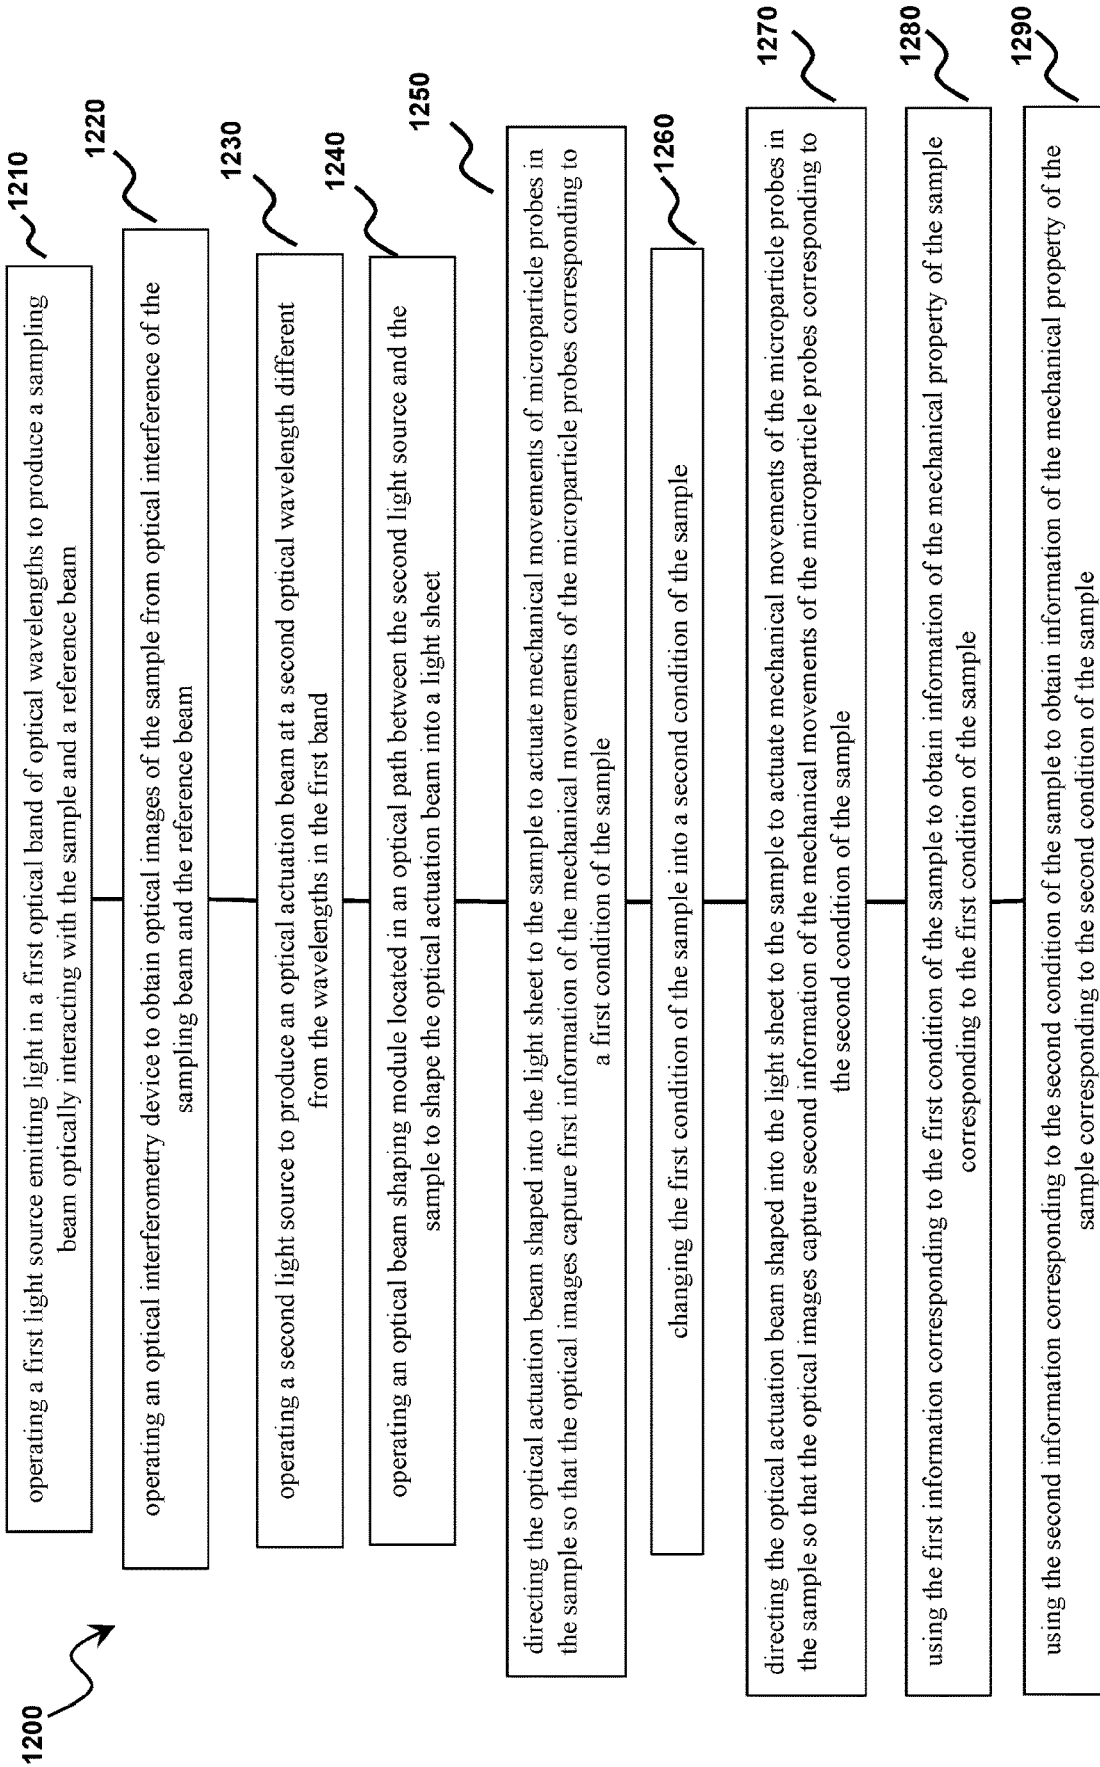 1200
1210
operating a first light source emitting light in a first optical band of optical wavelengths to produce a sampling
beam optically interacting with the sample and a reference beam
1220
operating an optical interferometry device to obtain optical images of the sample from optical interference of the
sampling beam and the reference beam
1230
operating a second light source to produce an optical actuation beam at a second optical wavelength different
from the wavelengths in the first band
1240
operating an optical beam shaping module located in an optical path between the second light source and the
sample to shape the optical actuation beam into a light sheet
1250
directing the optical actuation beam shaped into the light sheet to the sample to actuate mechanical movements of microparticle probes in
the sample so that the optical images capture first information of the mechanical movements of the microparticle probes corresponding to
a first condition of the sample
1260
changing the first condition of the sample into a second condition of the sample
1270
directing the optical actuation beam shaped into the light sheet to the sample to actuate mechanical movements of the microparticle probes in
the sample so that the optical images capture second information of the mechanical movements of the microparticle probes corresponding to
the second condition of the sample
1280
using the first information corresponding to the first condition of the sample to obtain information of the mechanical property of the sample
corresponding to the first condition of the sample
1290
using the second information corresponding to the second condition of the sample to obtain information of the mechanical property of the
sample corresponding to the second condition of the sample